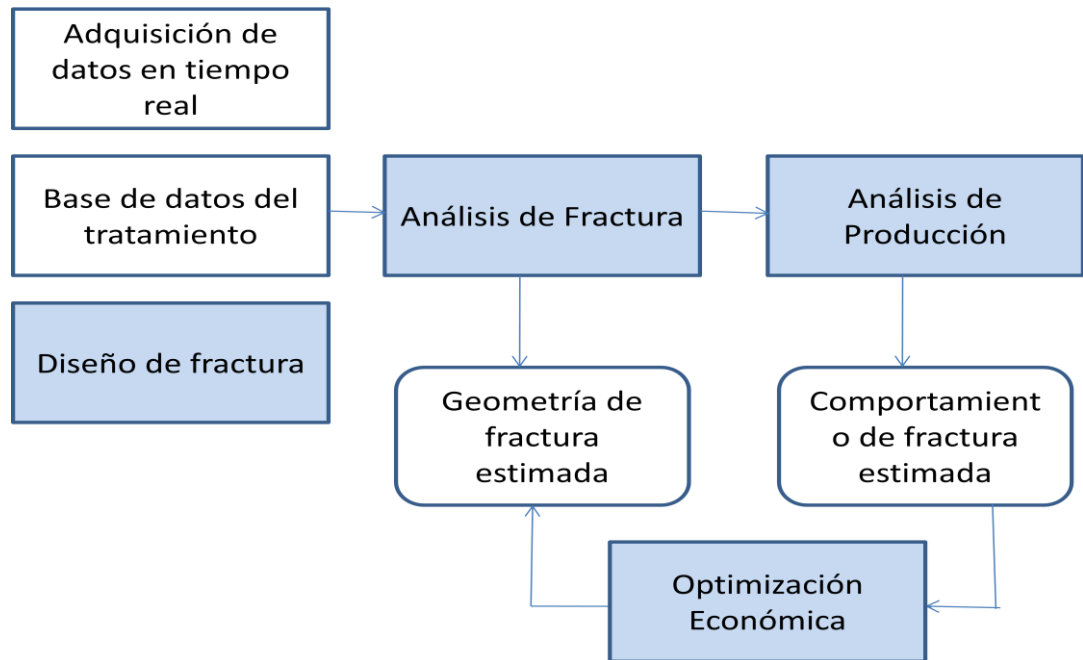 Adquisición de
datos en tiempo
real
Base de datos del
tratamiento
Análisis de Fractura
Análisis de
Producción
Diseño de fractura
Geometría de
fractura
estimada
Comportamient
o de fractura
estimada
Optimización
Económica